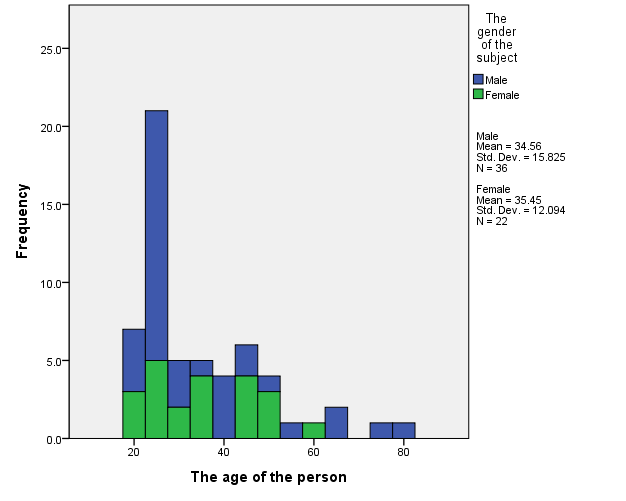 The
gender
of the
subject
Male
Female
Male
Mean = 34.56
Std. Dev. = 15.825
N = 36
Female
Mean = 35.45
Std. Dev. = 12.094
N = 22
Frequency
25.0
20.0
15.0
10.0
5.0
0.0
20
40
60
80
The age of the person